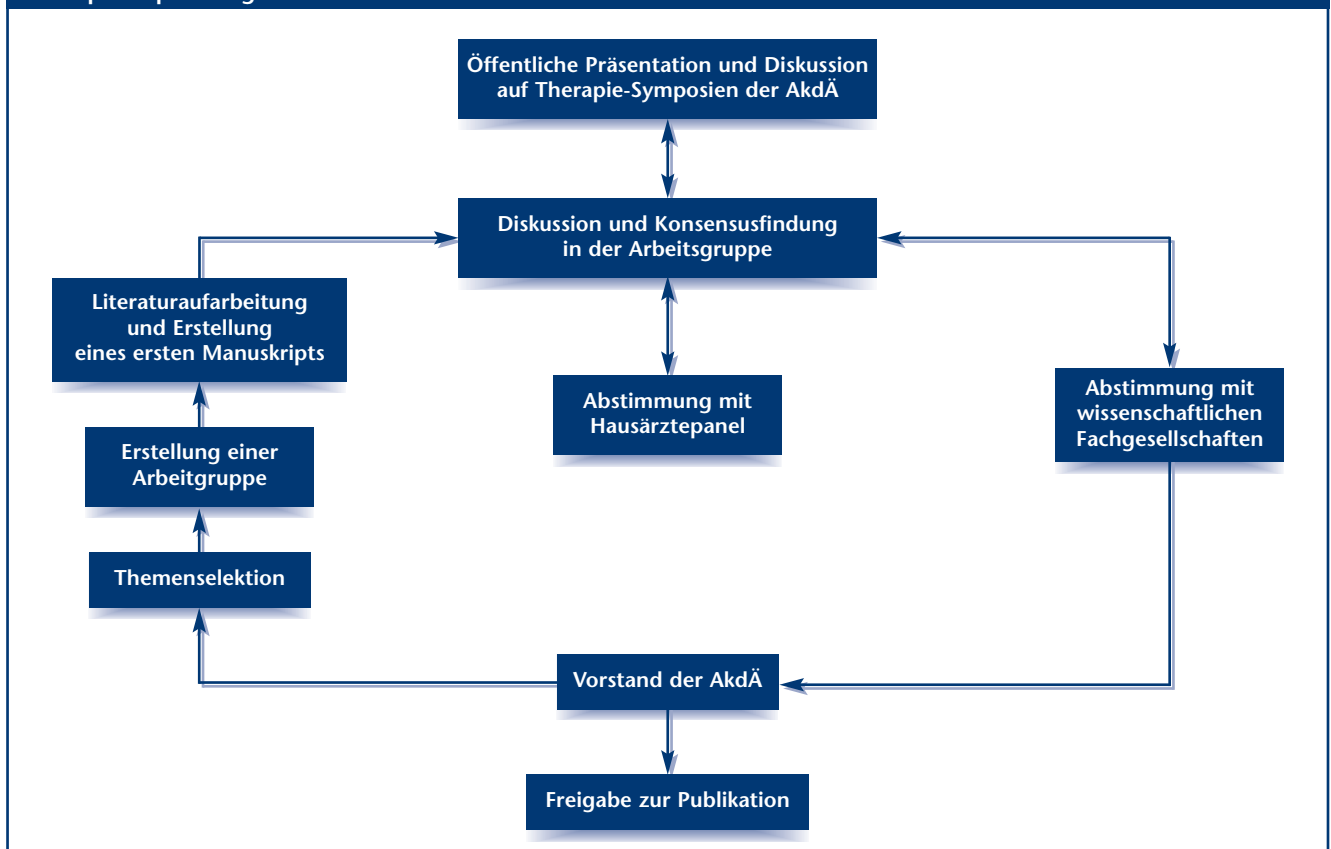 Öffentliche Präsentation und Diskussion
auf Therapie-Symposien der AkdÄ
Diskussion und Konsensusfindung
in der Arbeitsgruppe
Literaturaufarbeitung
und Erstellung
eines ersten Manuskripts
Abstimmung mit
Hausärztepanel
Abstimmung mit
wissenschaftlichen
Fachgesellschaften
Erstellung einer
Arbeitgruppe
Themenselektion
Vorstand der AkdÄ
Freigabe zur Publikation